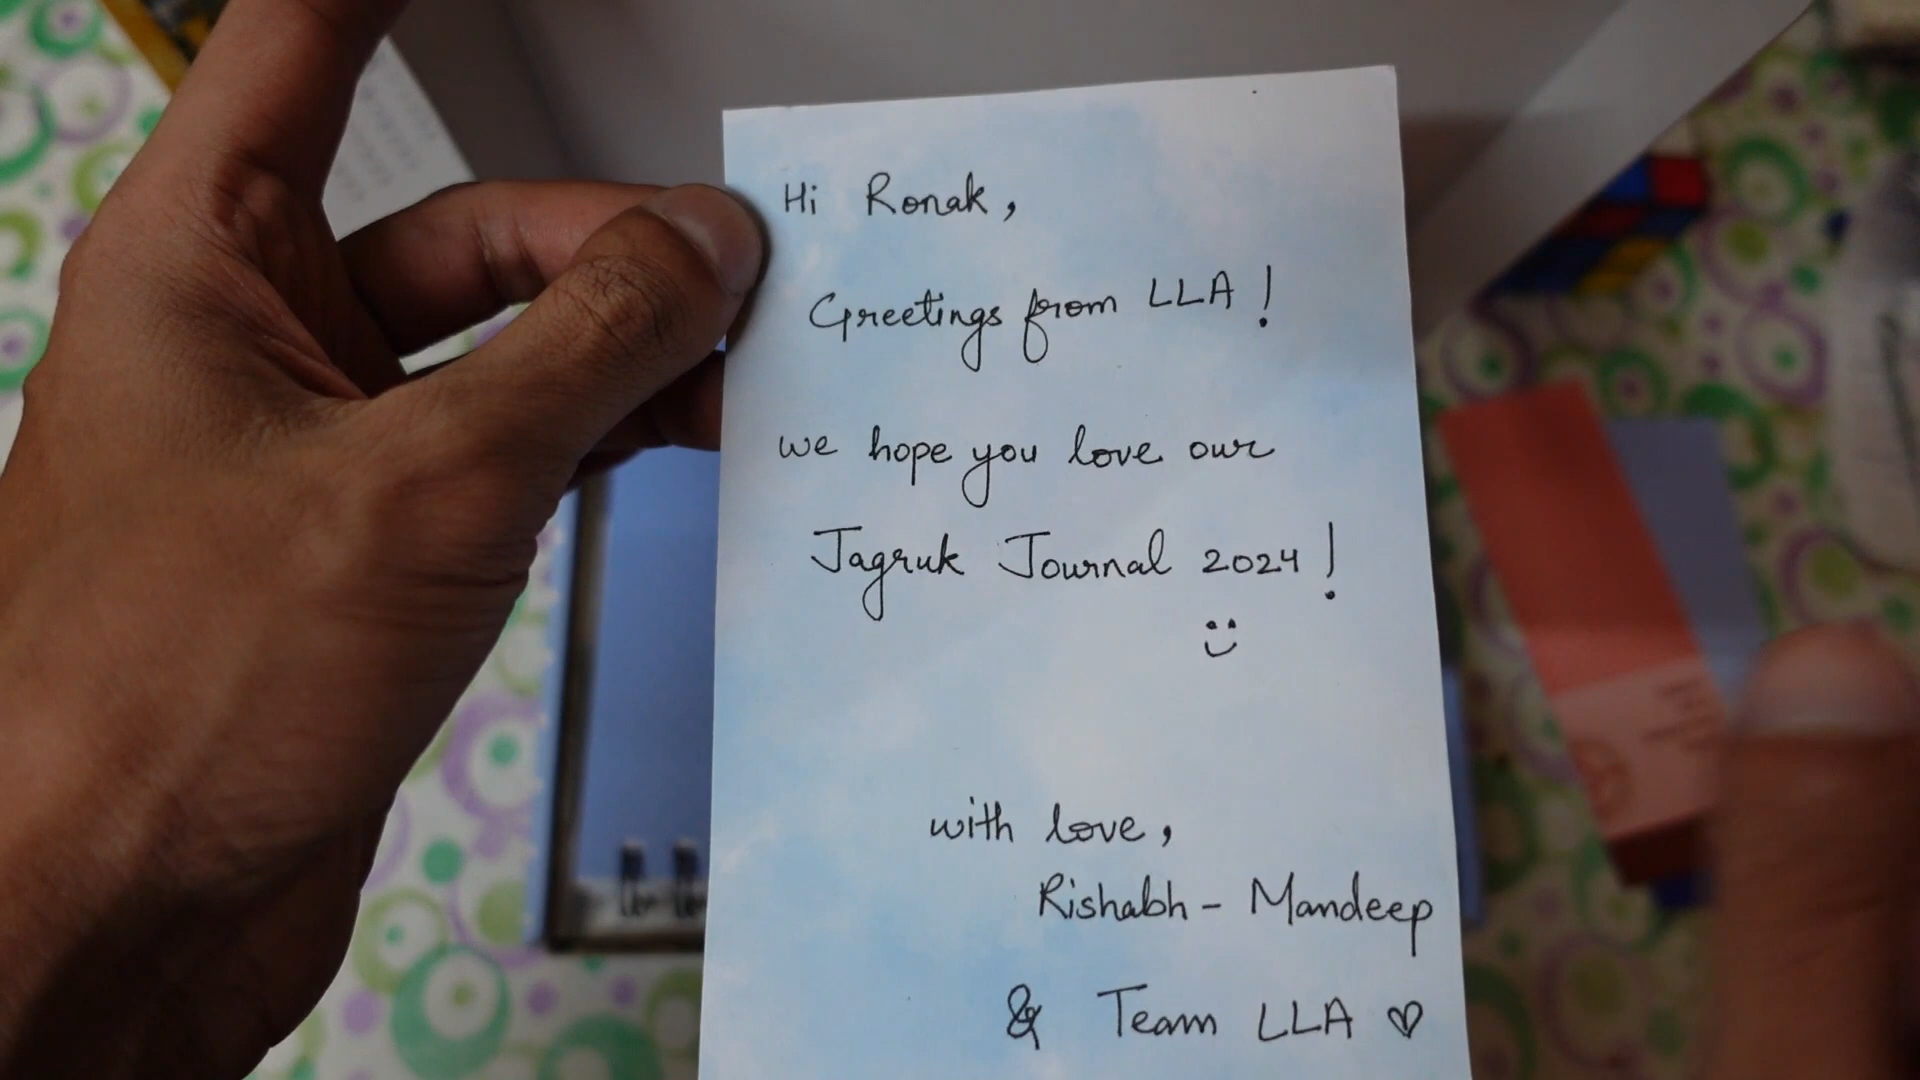 Hi Ronak,
Greetings from LLA!
we hope you love our
Jagruk Journal 2024!
with love,
Rishabh - Mandeep
& Team LLA ♡